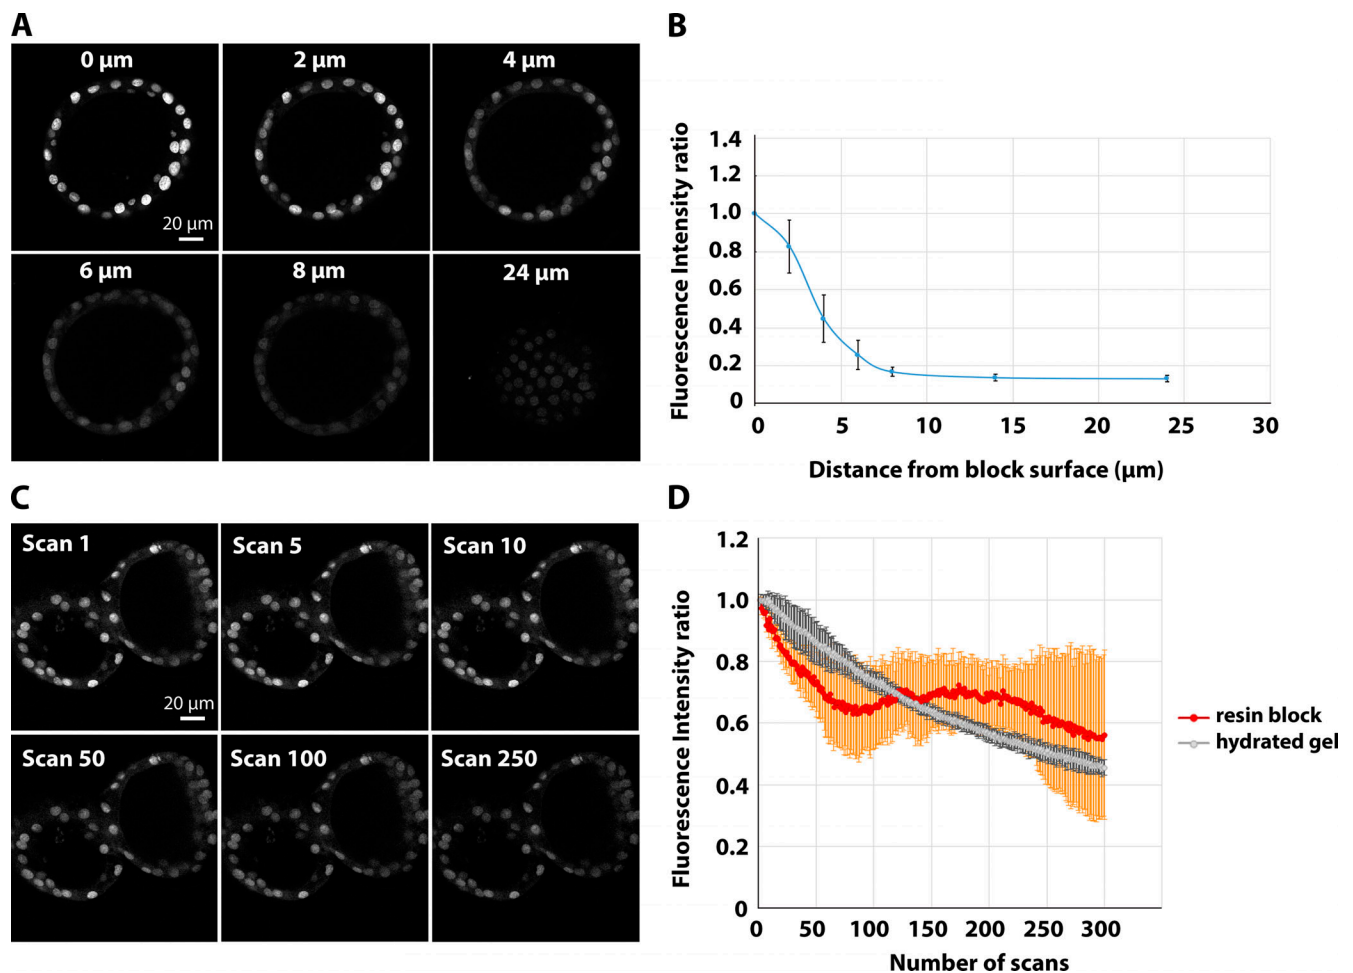 A
0 µm
2 µm
4 µm
20 µm
6 µm
8 µm
24 µm
B
Fluorescence Intensity ratio
1.4
1.2
1.0
0.8
0.6
0.4
0.2
0
0 5 10 15 20 25 30
Distance from block surface (µm)
C
Scan 1
Scan 5
Scan 10
20 µm
Scan 50
Scan 100
Scan 250
D
Fluorescence Intensity ratio
1.2
1.0
0.8
0.6
0.4
0.2
0
0 50 100 150 200 250 300
Number of scans
resin block
hydrated gel